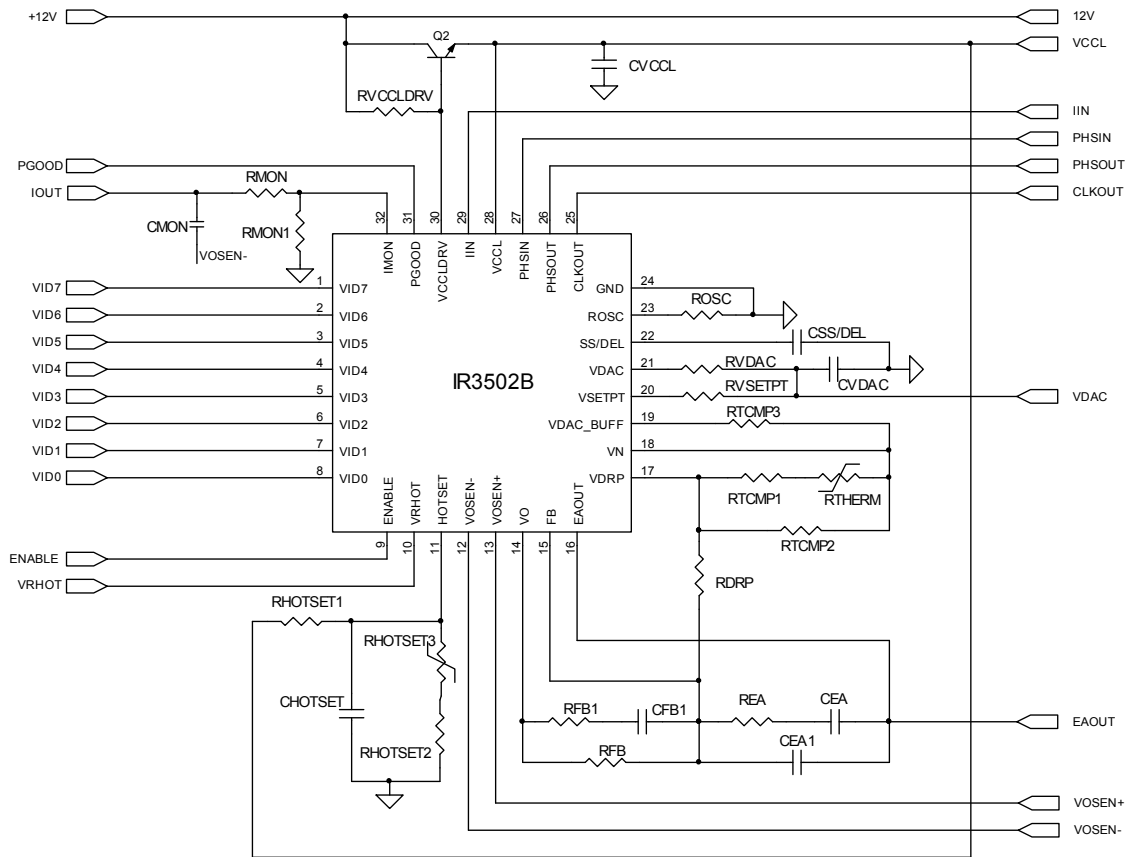 +12V
12V
Q2
VCCL
CVCCL
RVCCLDRV
IIN
PHSIN
PGOOD
PHSOUT
IOUT
RMON
CLKOUT
CMON
RMON1
VOSEN-
32
31
30
29
28
27
26
25
IMON
PGOOD
VCCLDRV
IIN
VCCL
PHSIN
PHSOUT
CLKOUT
VID7
1
VID7
GND
24
VID6
2
VID6
ROSC
23
ROSC
VID5
3
VID5
SS/DEL
22
CSS/DEL
VID4
4
VID4
VDAC
21
RVDAC
CVDAC
IR3502B
VID3
5
VID3
VSETPT
20
RVSETPT
VDAC
VID2
6
VID2
VDAC_BUFF
19
RTCMP3
VID1
7
VID1
VN
18
VID0
8
VID0
VDRP
17
RTCMP1
RTHERM
RTCMP2
ENABLE
VRHOT
HOTSET
VOSEN-
VOSEN+
VO
FB
EAOUT
9
10
11
12
13
14
15
16
ENABLE
VRHOT
RDRP
RHOTSET1
RHOTSET3
CHOTSET
RHOTSET2
RFB1
CFB1
REA
CEA
EAOUT
RFB
CEA1
VOSEN+
VOSEN-